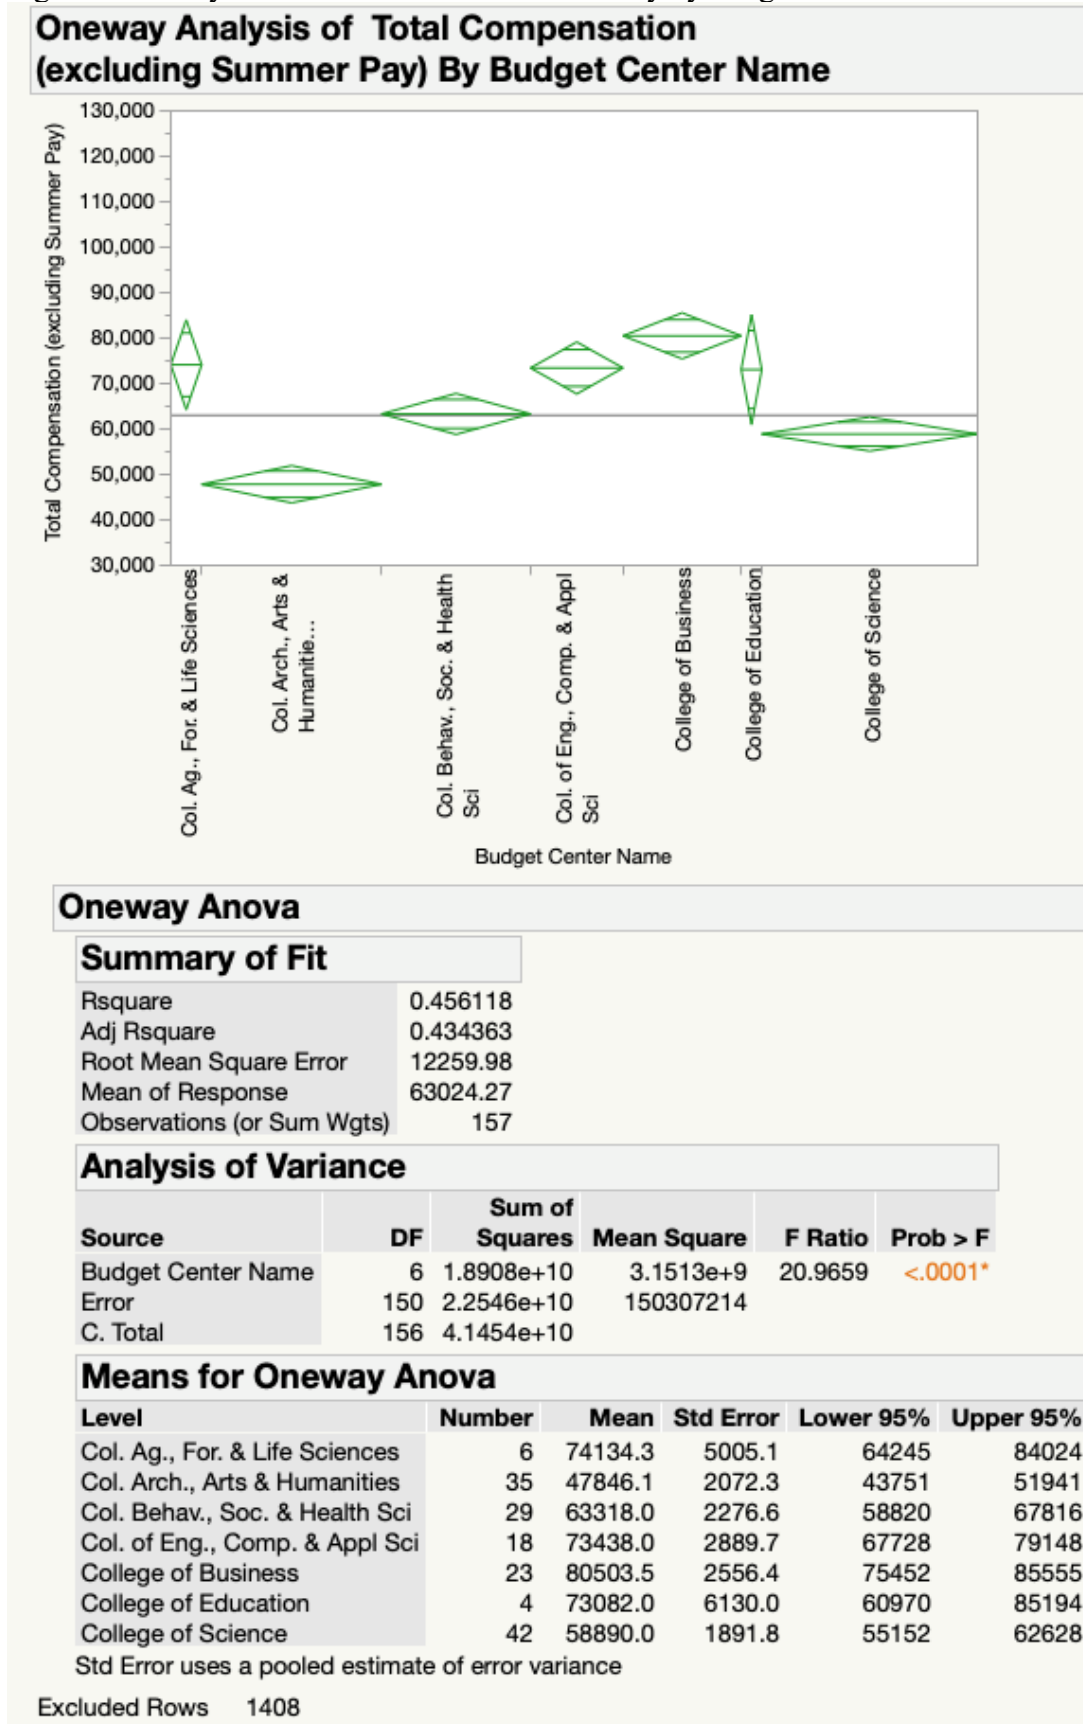 Oneway Analysis of Total Compensation
(excluding Summer Pay) By Budget Center Name
Total Compensation (excluding Summer Pay)
130,000
120,000
110,000
100,000
90,000
80,000
70,000
60,000
50,000
40,000
30,000
Col. Ag., For. & Life Sciences
Col. Arch., Arts &
Humanitie...
Col. Behav., Soc. & Health
Sci
Col. of Eng., Comp. & Appl
Sci
College of Business
College of Education
College of Science
Budget Center Name
Oneway Anova
Summary of Fit
Rsquare 0.456118
Adj Rsquare 0.434363
Root Mean Square Error 12259.98
Mean of Response 63024.27
Observations (or Sum Wgts) 157
Analysis of Variance
Source DF Sum of Squares Mean Square F Ratio Prob > F
Budget Center Name 6 1.8908e+10 3.1513e+9 20.9659 <.0001*
Error 150 2.2546e+10 150307214
C. Total 156 4.1454e+10
Means for Oneway Anova
Level Number Mean Std Error Lower 95% Upper 95%
Col. Ag., For. & Life Sciences 6 74134.3 5005.1 64245 84024
Col. Arch., Arts & Humanities 35 47846.1 2072.3 43751 51941
Col. Behav., Soc. & Health Sci 29 63318.0 2276.6 58820 67816
Col. of Eng., Comp. & Appl Sci 18 73438.0 2889.7 67728 79148
College of Business 23 80503.5 2556.4 75452 85555
College of Education 4 73082.0 6130.0 60970 85194
College of Science 42 58890.0 1891.8 55152 62628
Std Error uses a pooled estimate of error variance
Excluded Rows 1408